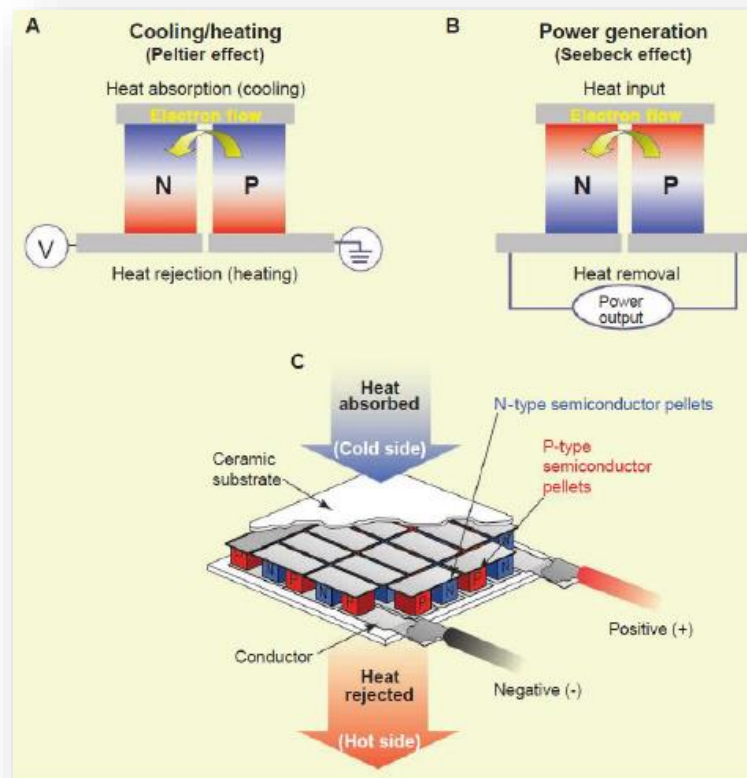 A
Cooling/heating
(Peltier effect)
Heat absorption (cooling)
Electron flow
N
P
V
Heat rejection (heating)
B
Power generation
(Seebeck effect)
Heat input
Electron flow
N
P
Heat removal
Power
output
C
Heat
absorbed
(Cold side)
N-type semiconductor pellets
P-type
semiconductor
pellets
Ceramic
substrate
N
P
N
P
N
P
P
N
P
N
Positive (+)
Conductor
Negative (-)
Heat
rejected
(Hot side)